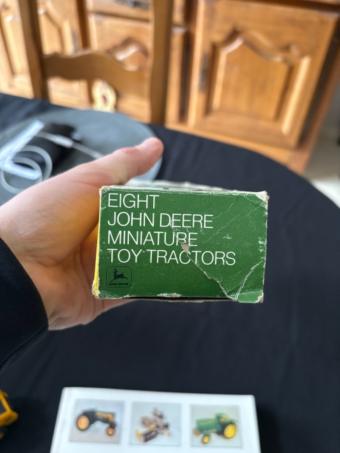 EIGHT
JOHN DEERE
MINIATURE
TOY TRACTORS